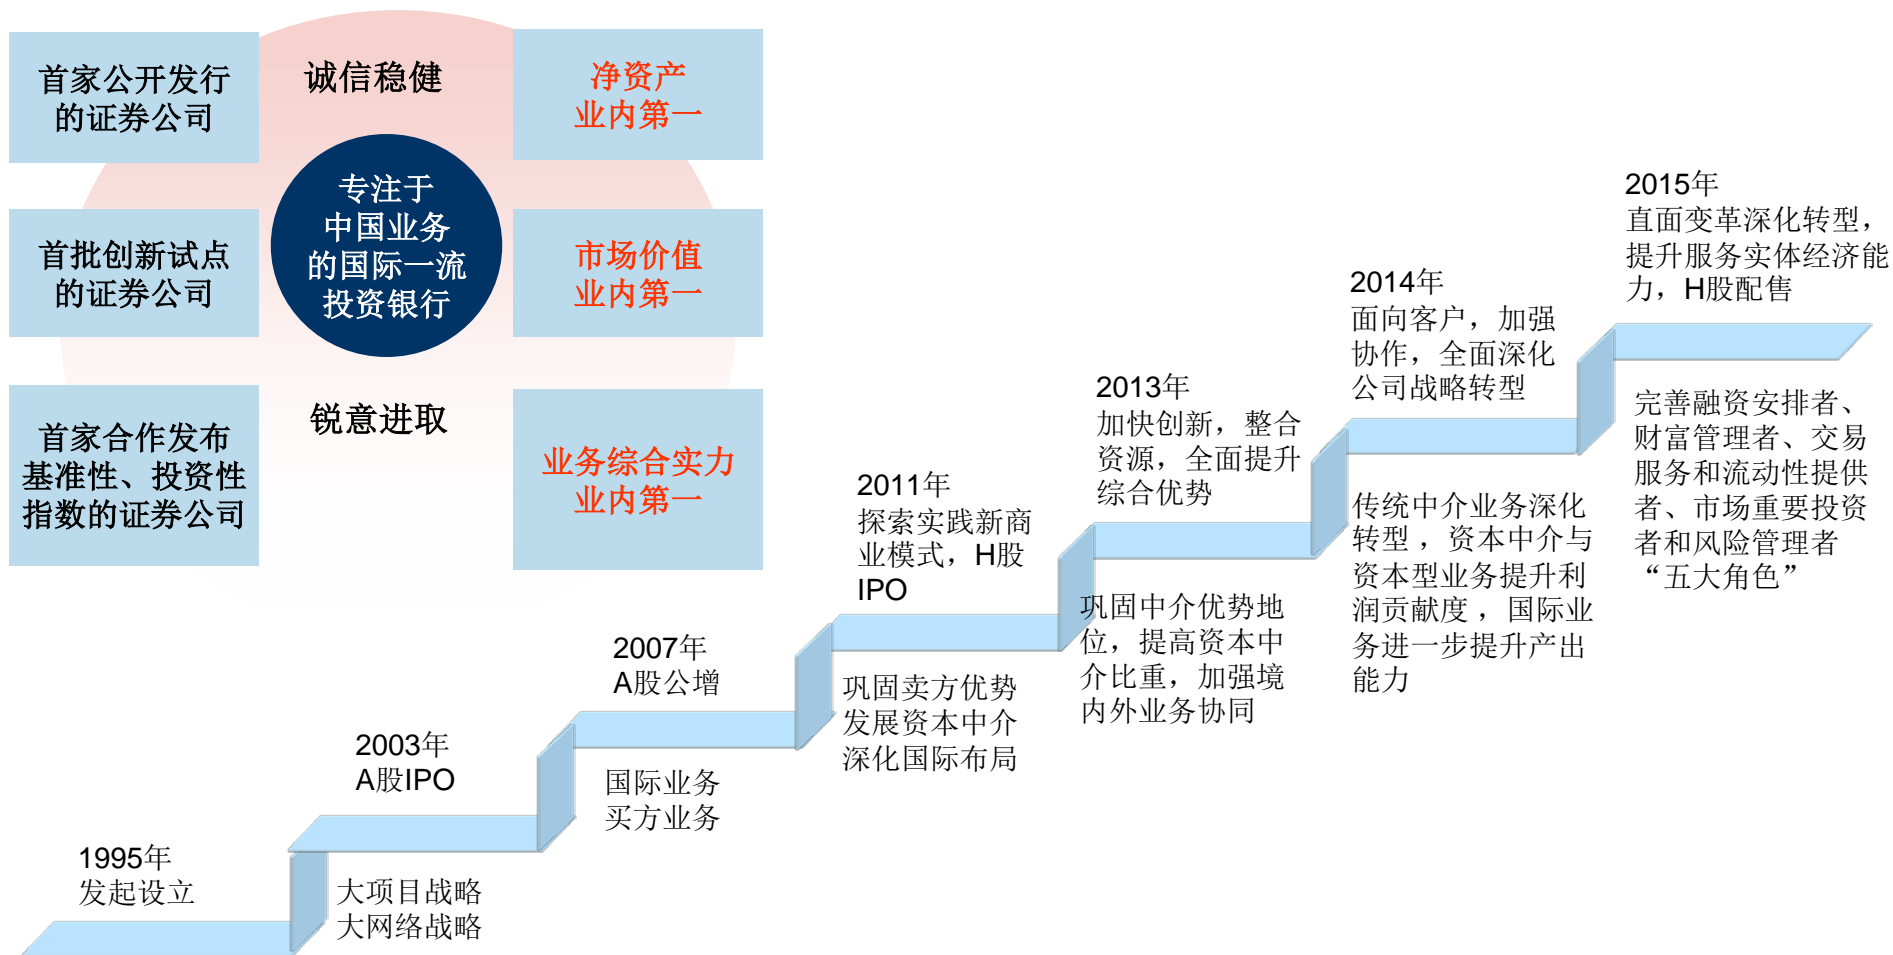 首家公开发行
的证券公司
诚信稳健
净资产
业内第一
专注于
中国业务
的国际一流
投资银行
首批创新试点
的证券公司
市场价值
业内第一
首家合作发布
基准性、投资性
指数的证券公司
锐意进取
业务综合实力
业内第一
1995年
发起设立
大项目战略
大网络战略
2003年
A股IPO
国际业务
买方业务
2007年
A股公增
巩固卖方优势
发展资本中介
深化国际布局
2011年
探索实践新商
业模式，H股
IPO
巩固中介优势地
位，提高资本中
介比重，加强境
内外业务协同
2013年
加快创新，整合
资源，全面提升
综合优势
传统中介业务深化
转型 ，资本中介与
资本型业务提升利
润贡献度 ，国际业
务进一步提升产出
能力
2014年
面向客户，加强
协作，全面深化
公司战略转型
完善融资安排者、
财富管理者、交易
服务和流动性提供
者、市场重要投资
者和风险管理者
“五大角色”
2015年
直面变革深化转型，
提升服务实体经济能
力，H股配售